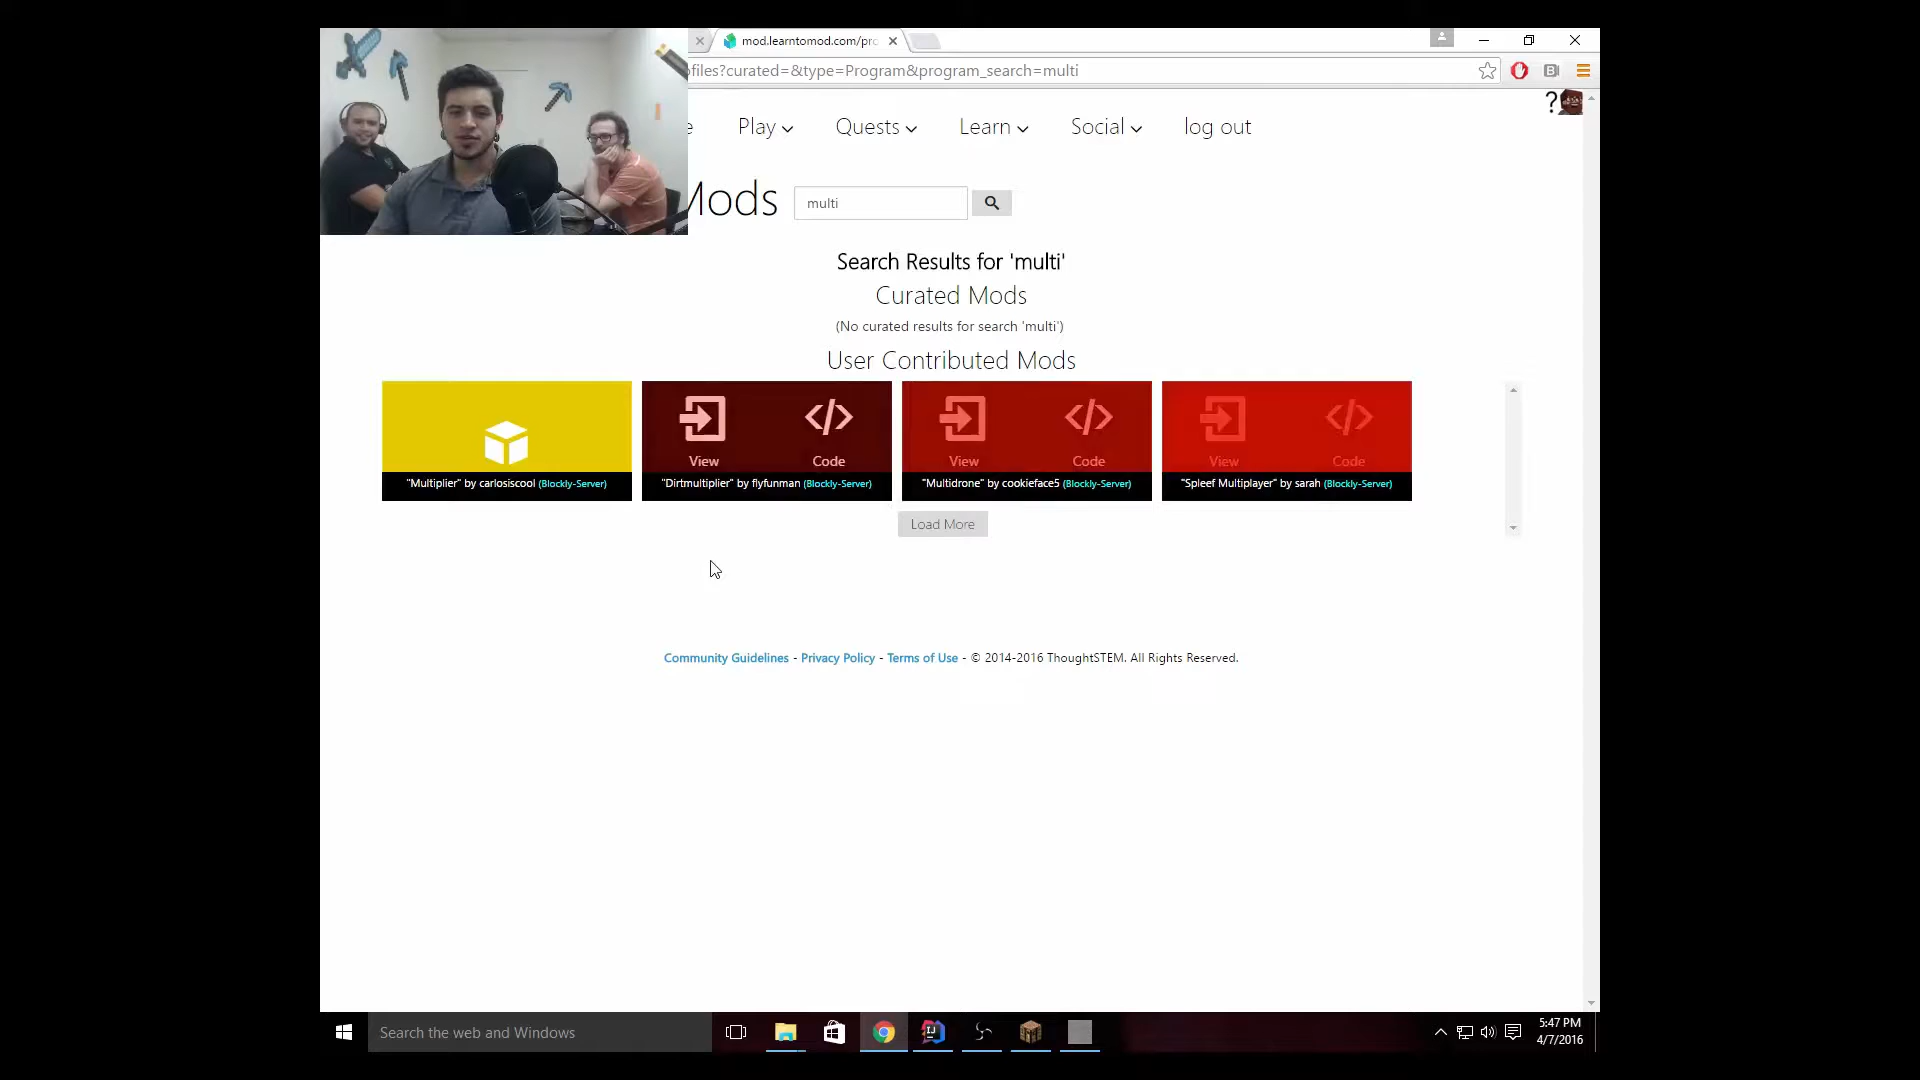 mod.learntomod.com/pro
files?curated=&type=Program&program_search=multi
Play
Quests
Learn
Social
log out
?
Mods
multi
Search Results for 'multi'
Curated Mods
(No curated results for search 'multi')
User Contributed Mods
View
Code
View
Code
View
Code
"Multiplier" by carlosiscool (Blockly-Server)
"Dirtmultiplier" by flyfunman (Blockly-Server)
"Multidrone" by cookieface5 (Blockly-Server)
"Spleef Multiplayer" by sarah (Blockly-Server)
Load More
Community Guidelines - Privacy Policy - Terms of Use - © 2014-2016 ThoughtSTEM. All Rights Reserved.
Search the web and Windows
5:47 PM
4/7/2016